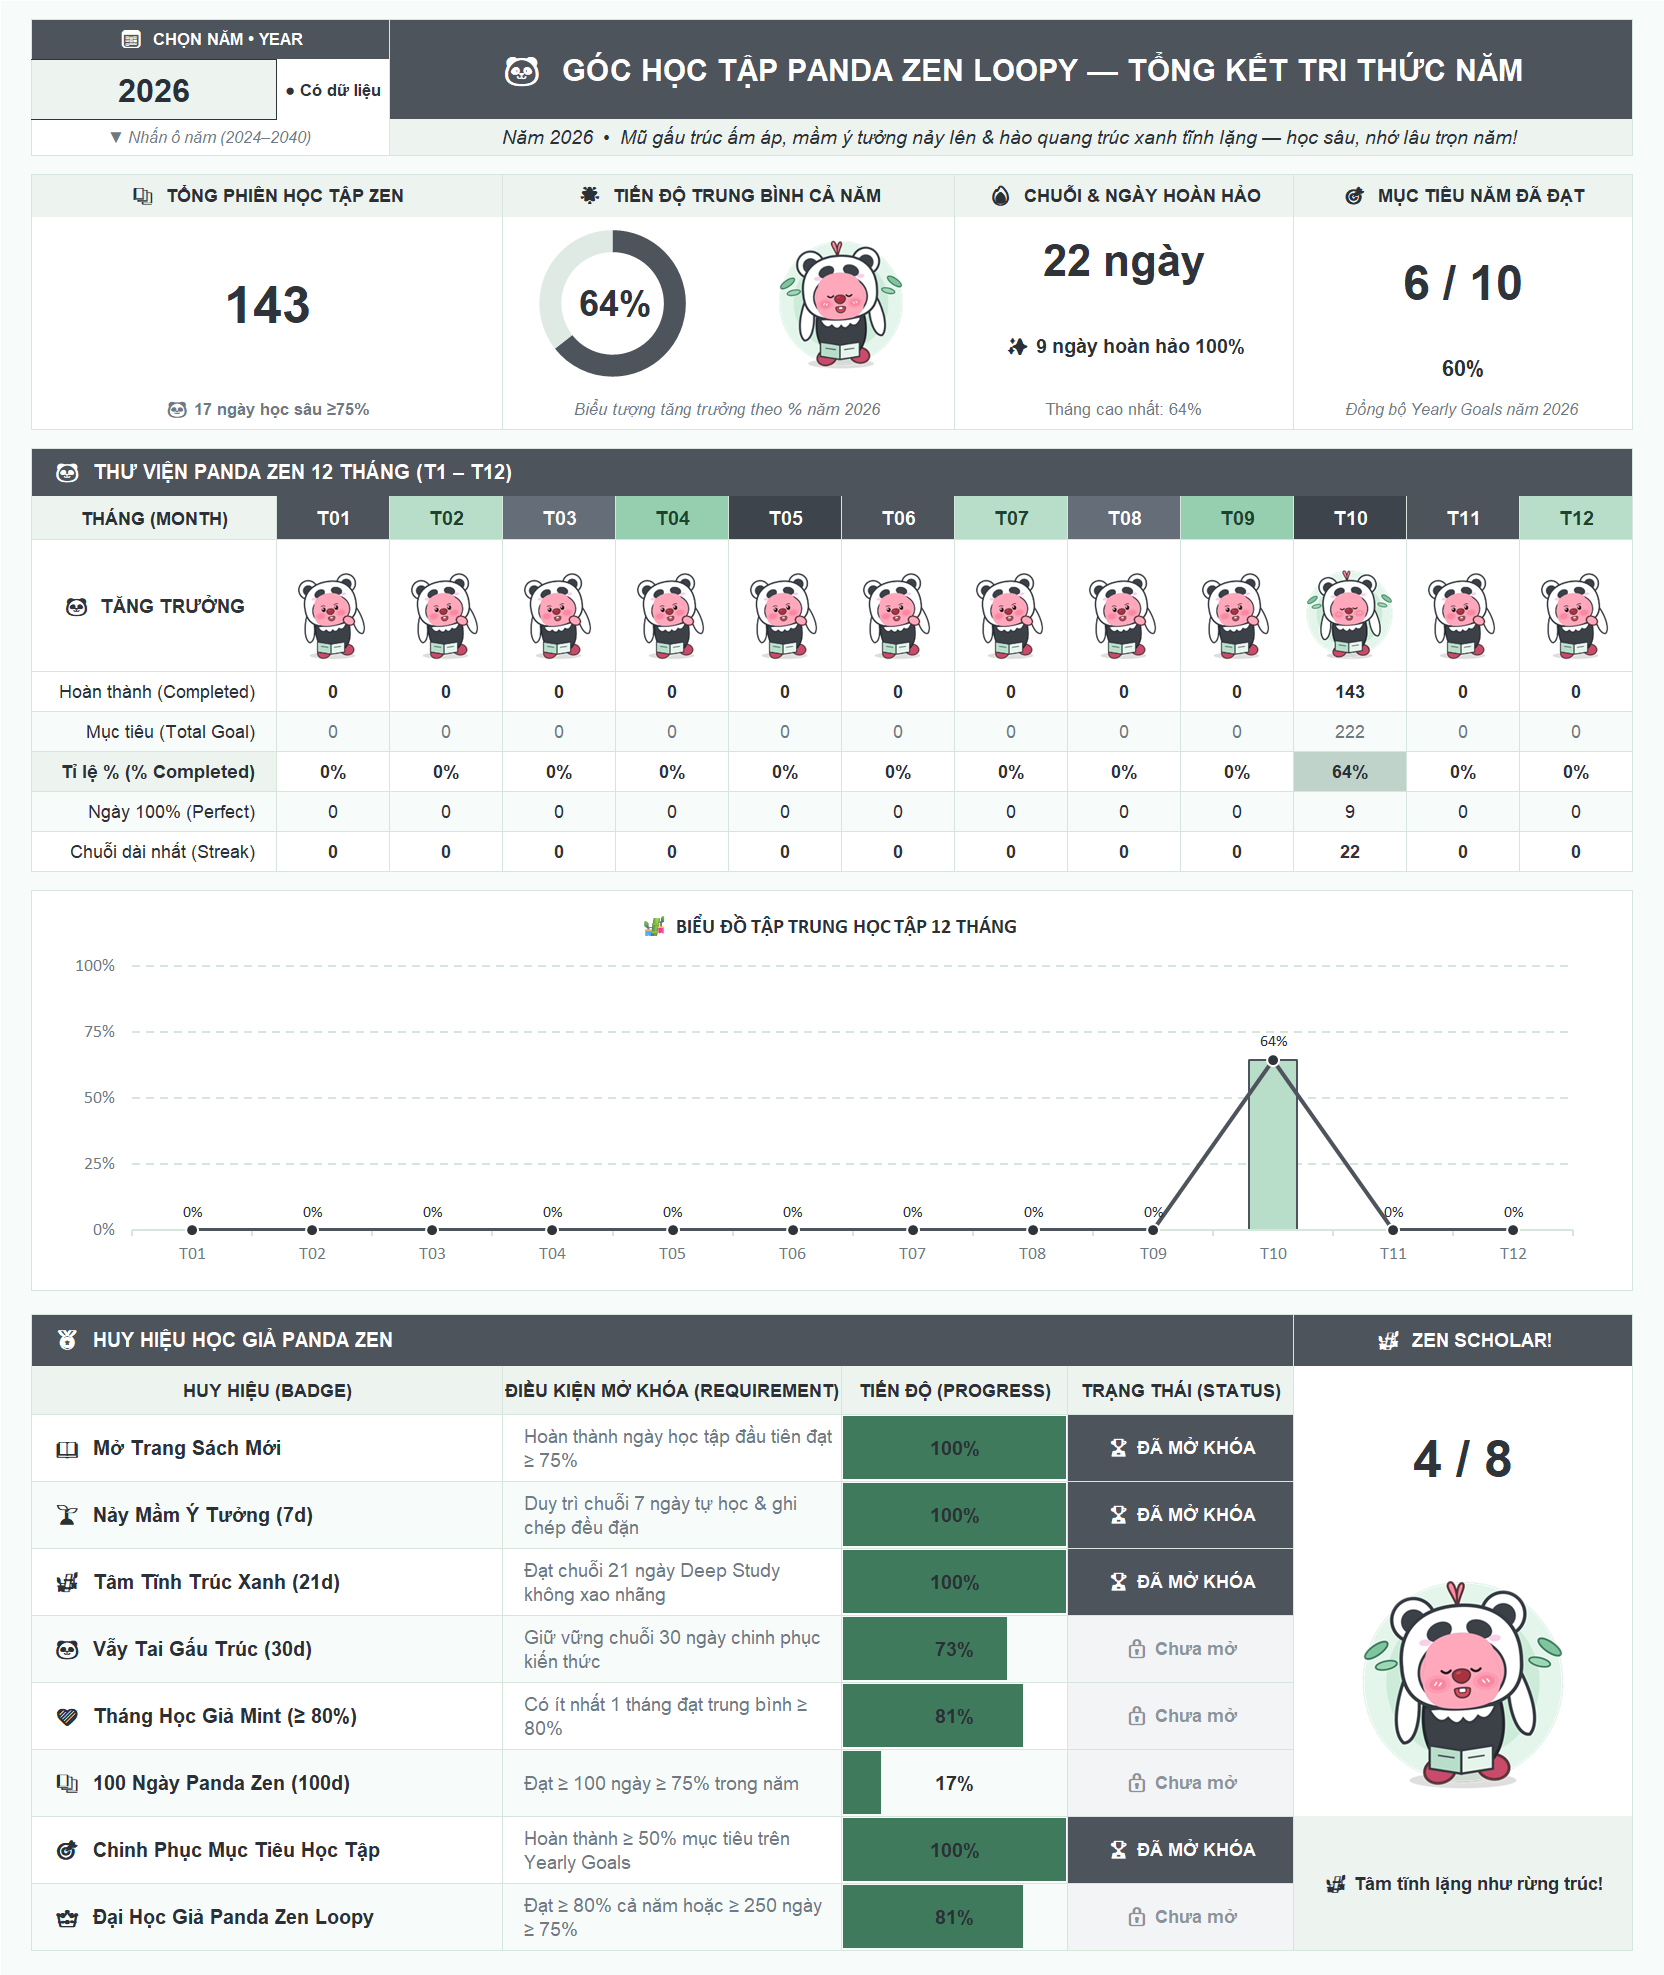 CHỌN NĂM • YEAR
2026
● Có dữ liệu
▼ Nhấn ô năm (2024–2040)
GÓC HỌC TẬP PANDA ZEN LOOPY — TỔNG KẾT TRI THỨC NĂM
Năm 2026 • Mũ gấu trúc ấm áp, mầm ý tưởng nảy lên & hào quang trúc xanh tĩnh lặng — học sâu, nhớ lâu trọn năm!
TỔNG PHIÊN HỌC TẬP ZEN
143
17 ngày học sâu ≥75%
TIẾN ĐỘ TRUNG BÌNH CẢ NĂM
64%
Biểu tượng tăng trưởng theo % năm 2026
CHUỖI & NGÀY HOÀN HẢO
22 ngày
9 ngày hoàn hảo 100%
Tháng cao nhất: 64%
MỤC TIÊU NĂM ĐÃ ĐẠT
6 / 10
60%
Đồng bộ Yearly Goals năm 2026
THƯ VIỆN PANDA ZEN 12 THÁNG (T1 – T12)
THÁNG (MONTH) T01 T02 T03 T04 T05 T06 T07 T08 T09 T10 T11 T12
TĂNG TRƯỞNG
Hoàn thành (Completed) 0 0 0 0 0 0 0 0 0 143 0 0
Mục tiêu (Total Goal) 0 0 0 0 0 0 0 0 0 222 0 0
Tỉ lệ % (% Completed) 0% 0% 0% 0% 0% 0% 0% 0% 0% 64% 0% 0%
Ngày 100% (Perfect) 0 0 0 0 0 0 0 0 0 9 0 0
Chuỗi dài nhất (Streak) 0 0 0 0 0 0 0 0 0 22 0 0
BIỂU ĐỒ TẬP TRUNG HỌC TẬP 12 THÁNG
100%
75%
64%
50%
25%
0% 0% 0% 0% 0% 0% 0% 0% 0% 0% 0%
0%
T01 T02 T03 T04 T05 T06 T07 T08 T09 T10 T11 T12
HUY HIỆU HỌC GIẢ PANDA ZEN
HUY HIỆU (BADGE) ĐIỀU KIỆN MỞ KHÓA (REQUIREMENT) TIẾN ĐỘ (PROGRESS) TRẠNG THÁI (STATUS)
Mở Trang Sách Mới
Hoàn thành ngày học tập đầu tiên đạt
≥ 75%
100%
ĐÃ MỞ KHÓA
Nảy Mầm Ý Tưởng (7d)
Duy trì chuỗi 7 ngày tự học & ghi
chép đều đặn
100%
ĐÃ MỞ KHÓA
Tâm Tĩnh Trúc Xanh (21d)
Đạt chuỗi 21 ngày Deep Study
không xao nhãng
100%
ĐÃ MỞ KHÓA
Vẫy Tai Gấu Trúc (30d)
Giữ vững chuỗi 30 ngày chinh phục
kiến thức
73%
Chưa mở
Tháng Học Giả Mint (≥ 80%)
Có ít nhất 1 tháng đạt trung bình ≥
80%
81%
Chưa mở
100 Ngày Panda Zen (100d)
Đạt ≥ 100 ngày ≥ 75% trong năm
17%
Chưa mở
Chinh Phục Mục Tiêu Học Tập
Hoàn thành ≥ 50% mục tiêu trên
Yearly Goals
100%
ĐÃ MỞ KHÓA
Đại Học Giả Panda Zen Loopy
Đạt ≥ 80% cả năm hoặc ≥ 250 ngày
≥ 75%
81%
Chưa mở
ZEN SCHOLAR!
4 / 8
Tâm tĩnh lặng như rừng trúc!